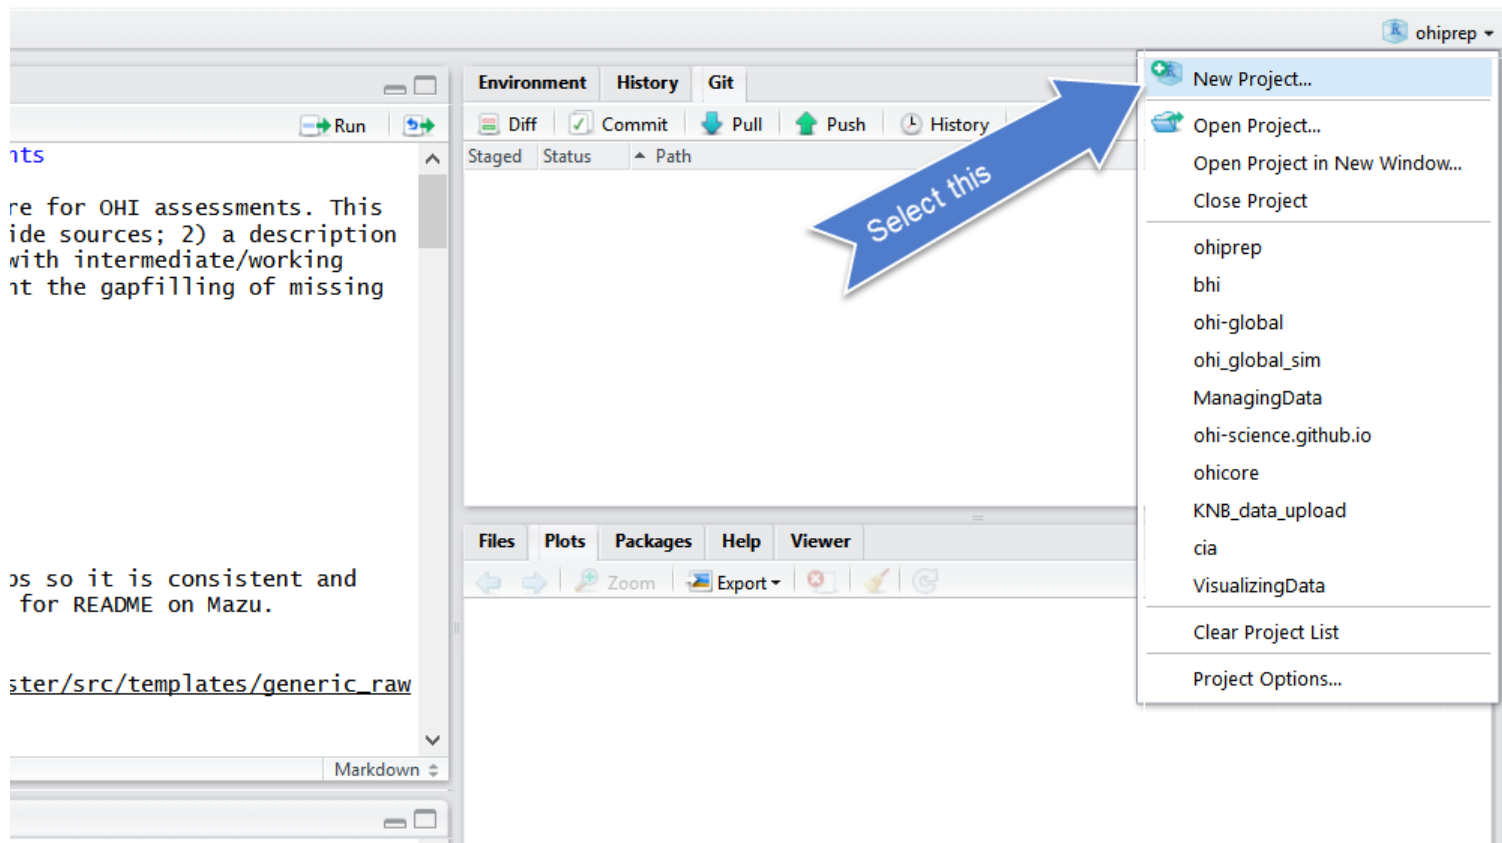 ohiprep
Environment History Git
Run
Diff Commit Pull Push History
Staged Status Path
nts
re for OHI assessments. This
ide sources; 2) a description
with intermediate/working
nt the gapfilling of missing
os so it is consistent and
for README on Mazu.
ster/src/templates/generic_raw
Markdown
Select this
Files Plots Packages Help Viewer
Zoom Export
New Project...
Open Project...
Open Project in New Window...
Close Project
ohiprep
bhi
ohi-global
ohi_global_sim
ManagingData
ohi-science.github.io
ohicore
KNB_data_upload
cia
VisualizingData
Clear Project List
Project Options...